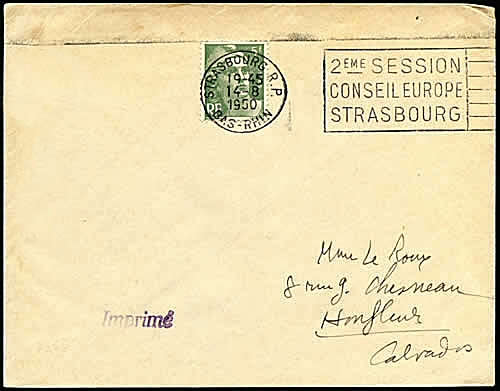 STRASBOURG R.P.
19-45
14-8
1950
BAS-RHIN
2EME SESSION
CONSEIL EUROPE
STRASBOURG
Mme Le Roux
8 rue g. Chesneau
Honfleur
Calvados
Imprimé